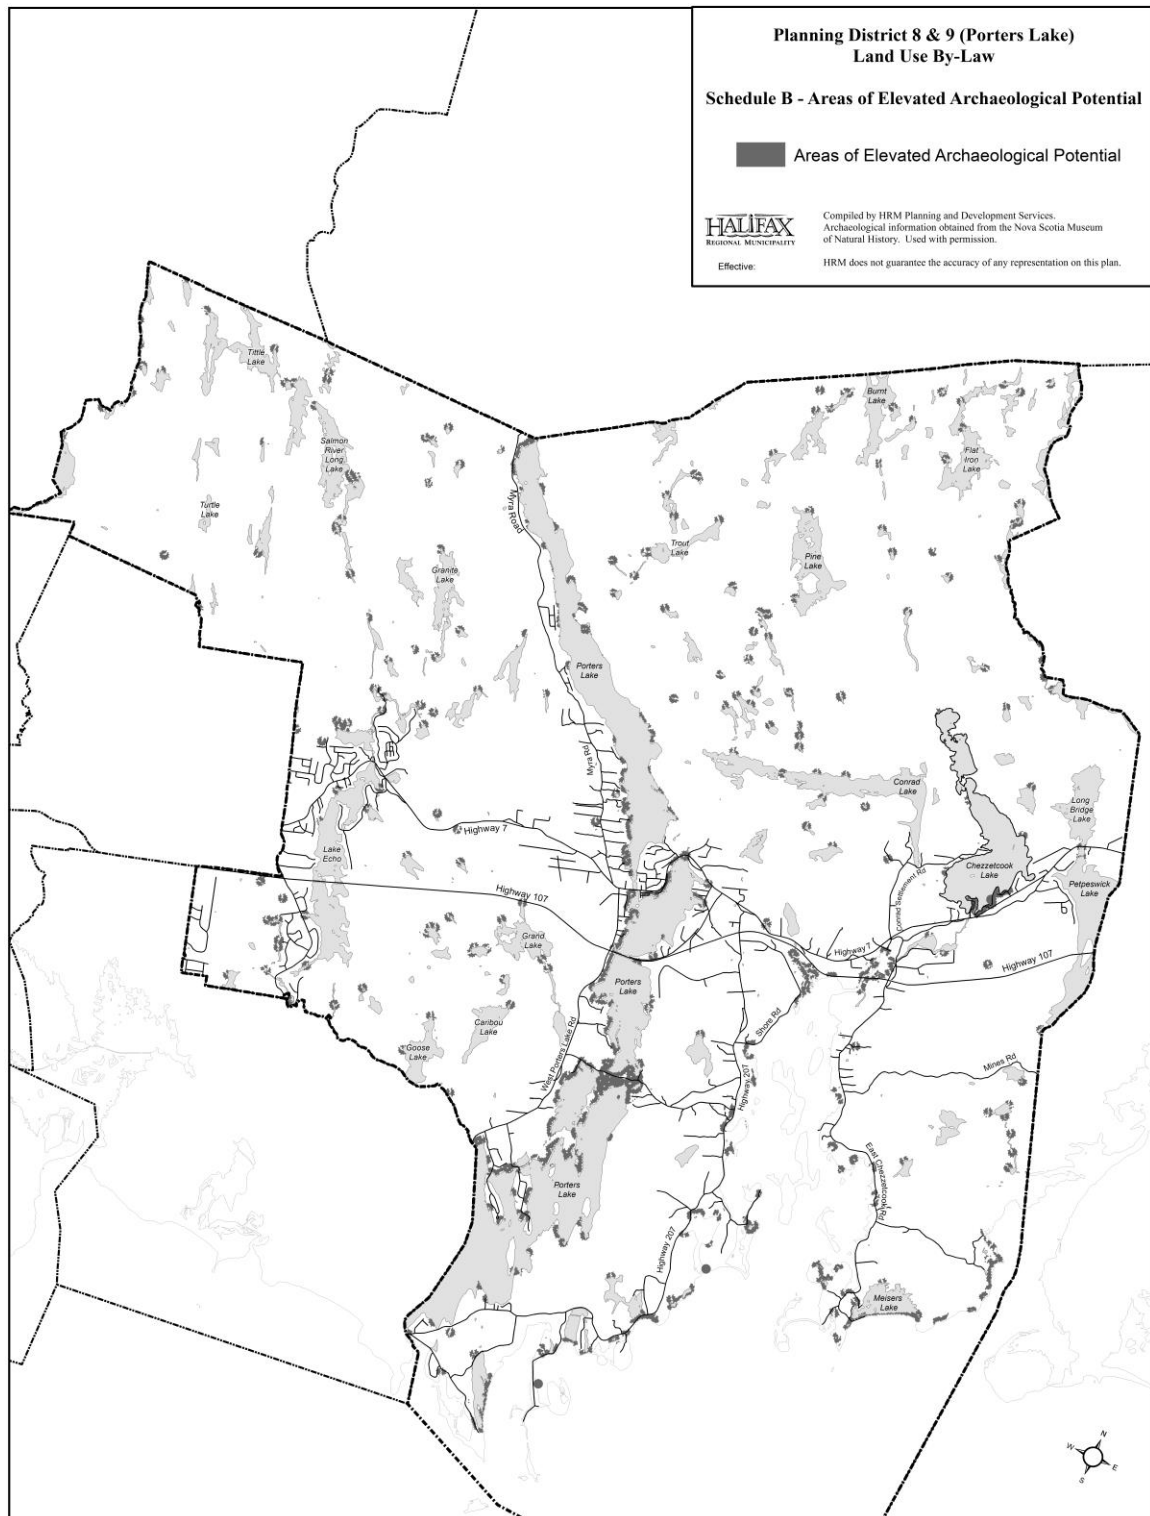 Planning District 8 & 9 (Porters Lake)
Land Use By-Law
Schedule B - Areas of Elevated Archaeological Potential
Areas of Elevated Archaeological Potential
HALIFAX
REGIONAL MUNICIPALITY
Compiled by HRM Planning and Development Services.
Archaeological information obtained from the Nova Scotia Museum
of Natural History. Used with permission.
Effective:
HRM does not guarantee the accuracy of any representation on this plan.
Tittle
Lake
Burnt
Lake
Salmon
River
Long
Lake
Flat
Iron
Lake
Myra Road
Turtle
Lake
Trout
Lake
Pine
Lake
Granite
Lake
Porters
Lake
Myra Rd
Conrad
Lake
Long
Bridge
Lake
Highway 7
Lake
Echo
Chezzetcook
Lake
Petpeswick
Lake
Conrad Settlement Rd
Highway 107
Grand
Lake
Highway 7
Highway 107
Porters
Lake
Caribou
Lake
Shore Rd
Goose
Lake
West Porters Lake Rd
Highway 207
Mines Rd
East Chezzetcook Rd
Porters
Lake
Highway 207
Meisers
Lake
N
W
E
S